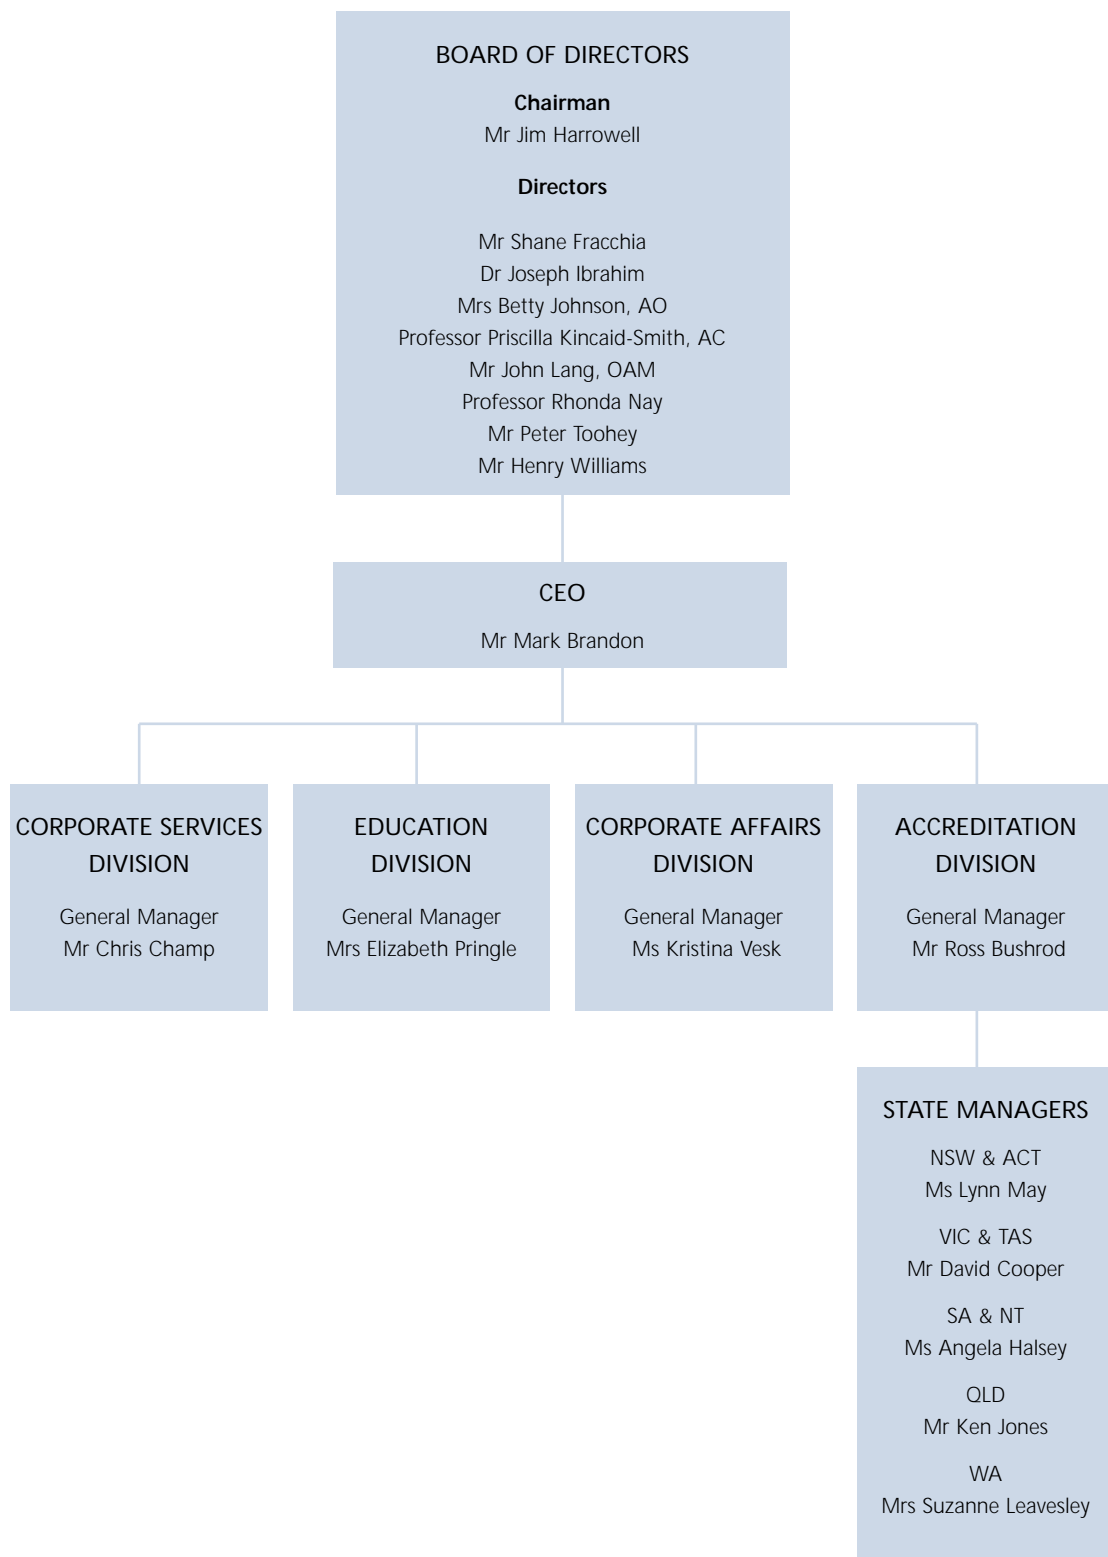 BOARD OF DIRECTORS
Chairman
Mr Jim Harrowell
Directors
Mr Shane Fracchia
Dr Joseph Ibrahim
Mrs Betty Johnson, AO
Professor Priscilla Kincaid-Smith, AC
Mr John Lang, OAM
Professor Rhonda Nay
Mr Peter Toohey
Mr Henry Williams
CEO
Mr Mark Brandon
CORPORATE SERVICES
DIVISION
General Manager
Mr Chris Champ
EDUCATION
DIVISION
General Manager
Mrs Elizabeth Pringle
CORPORATE AFFAIRS
DIVISION
General Manager
Ms Kristina Vesk
ACCREDITATION
DIVISION
General Manager
Mr Ross Bushrod
STATE MANAGERS
NSW & ACT
Ms Lynn May
VIC & TAS
Mr David Cooper
SA & NT
Ms Angela Halsey
QLD
Mr Ken Jones
WA
Mrs Suzanne Leavesley